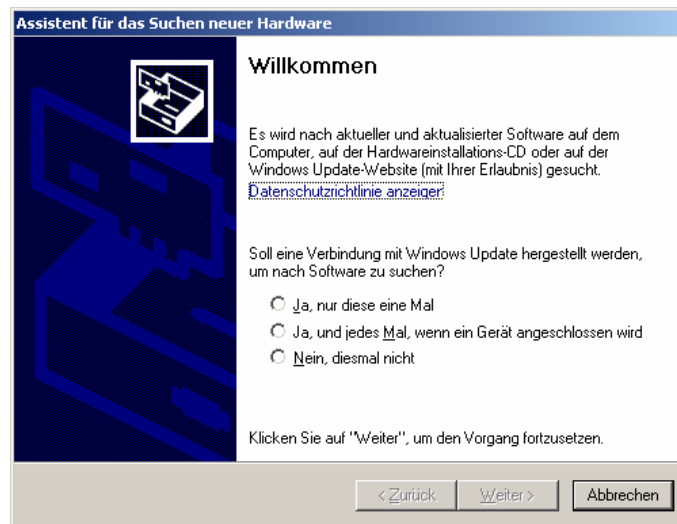 Assistent für das Suchen neuer Hardware
Willkommen
Es wird nach aktueller und aktualisierter Software auf dem
Computer, auf der Hardwareinstallations-CD oder auf der
Windows Update-Website (mit Ihrer Erlaubnis) gesucht.
Datenschutzrichtlinie anzeigen
Soll eine Verbindung mit Windows Update hergestellt werden,
um nach Software zu suchen?
Ja, nur diese eine Mal
Ja, und jedes Mal, wenn ein Gerät angeschlossen wird
Nein, diesmal nicht
Klicken Sie auf "Weiter", um den Vorgang fortzusetzen.
< Zurück Weiter > Abbrechen